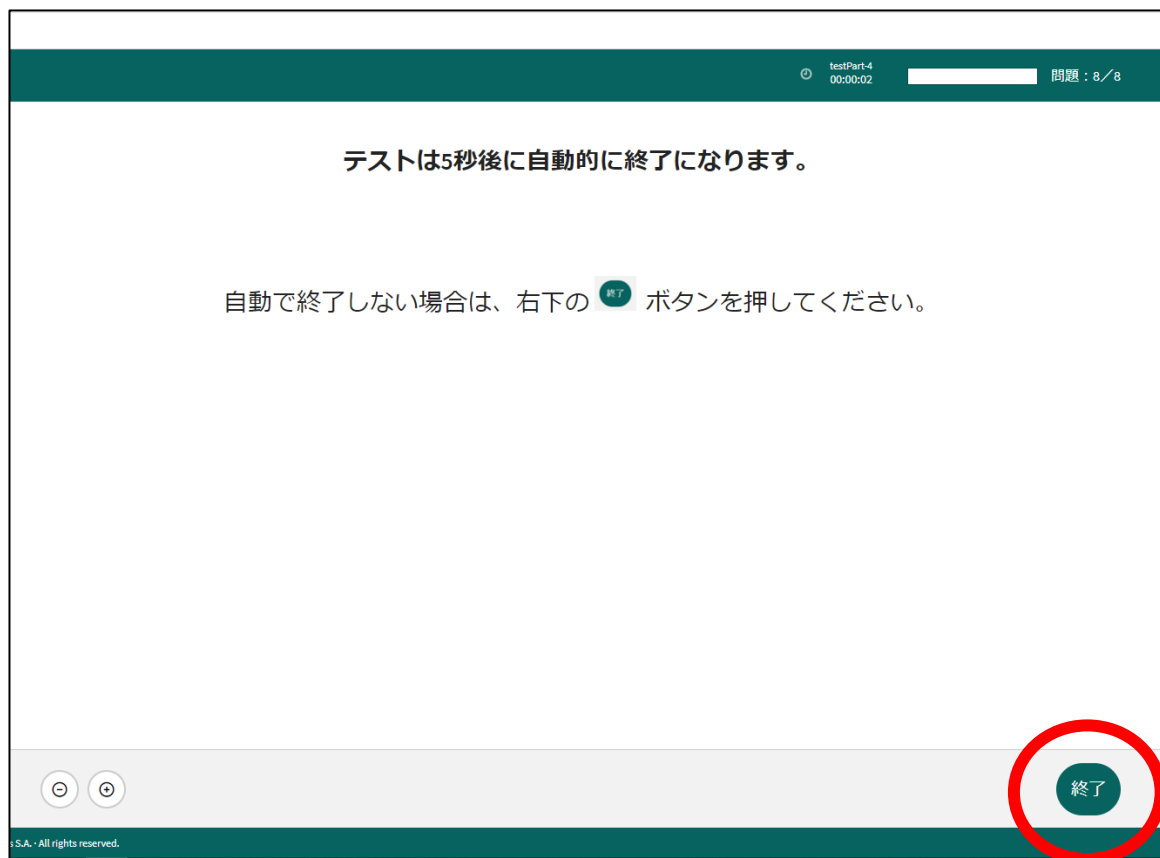 testPart-4
00:00:02
問題：8／8
テストは5秒後に自動的に終了になります。
自動で終了しない場合は、右下の 終了 ボタンを押してください。
終了
S.A. · All rights reserved.